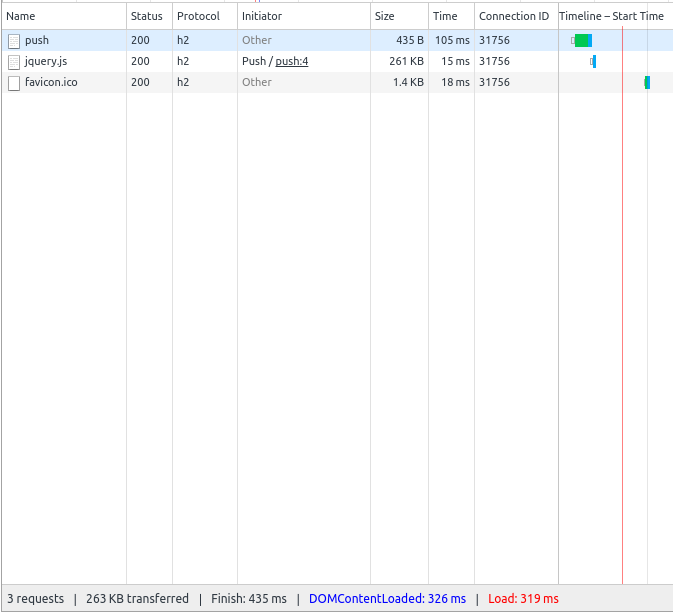 Name Status Protocol Initiator Size Time Connection ID Timeline – Start Time
push 200 h2 Other 435 B 105 ms 31756
jquery.js 200 h2 Push / push:4 261 KB 15 ms 31756
favicon.ico 200 h2 Other 1.4 KB 18 ms 31756
3 requests | 263 KB transferred | Finish: 435 ms | DOMContentLoaded: 326 ms | Load: 319 ms